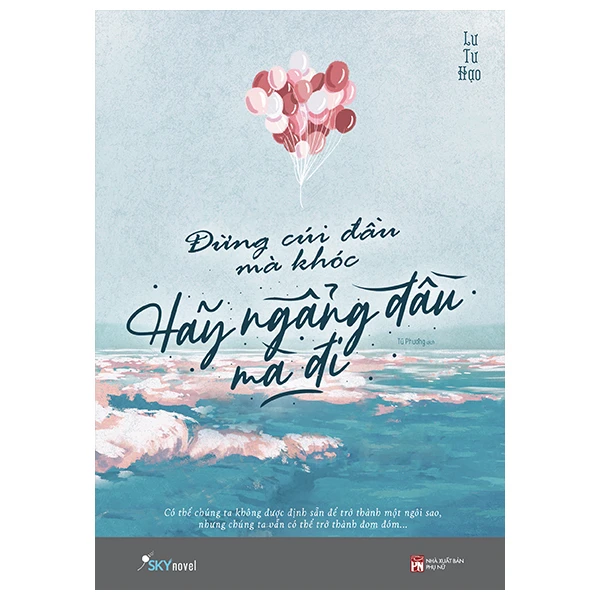 Lư
Tư
Hạo
Đừng cúi đầu
mà khóc
Hãy ngẩng đầu
mà đi
Tú Phương dịch
Có thể chúng ta không được định sẵn để trở thành một ngôi sao,
nhưng chúng ta vẫn có thể trở thành đom đóm...
SKYnovel
PN
NHÀ XUẤT BẢN
PHỤ NỮ